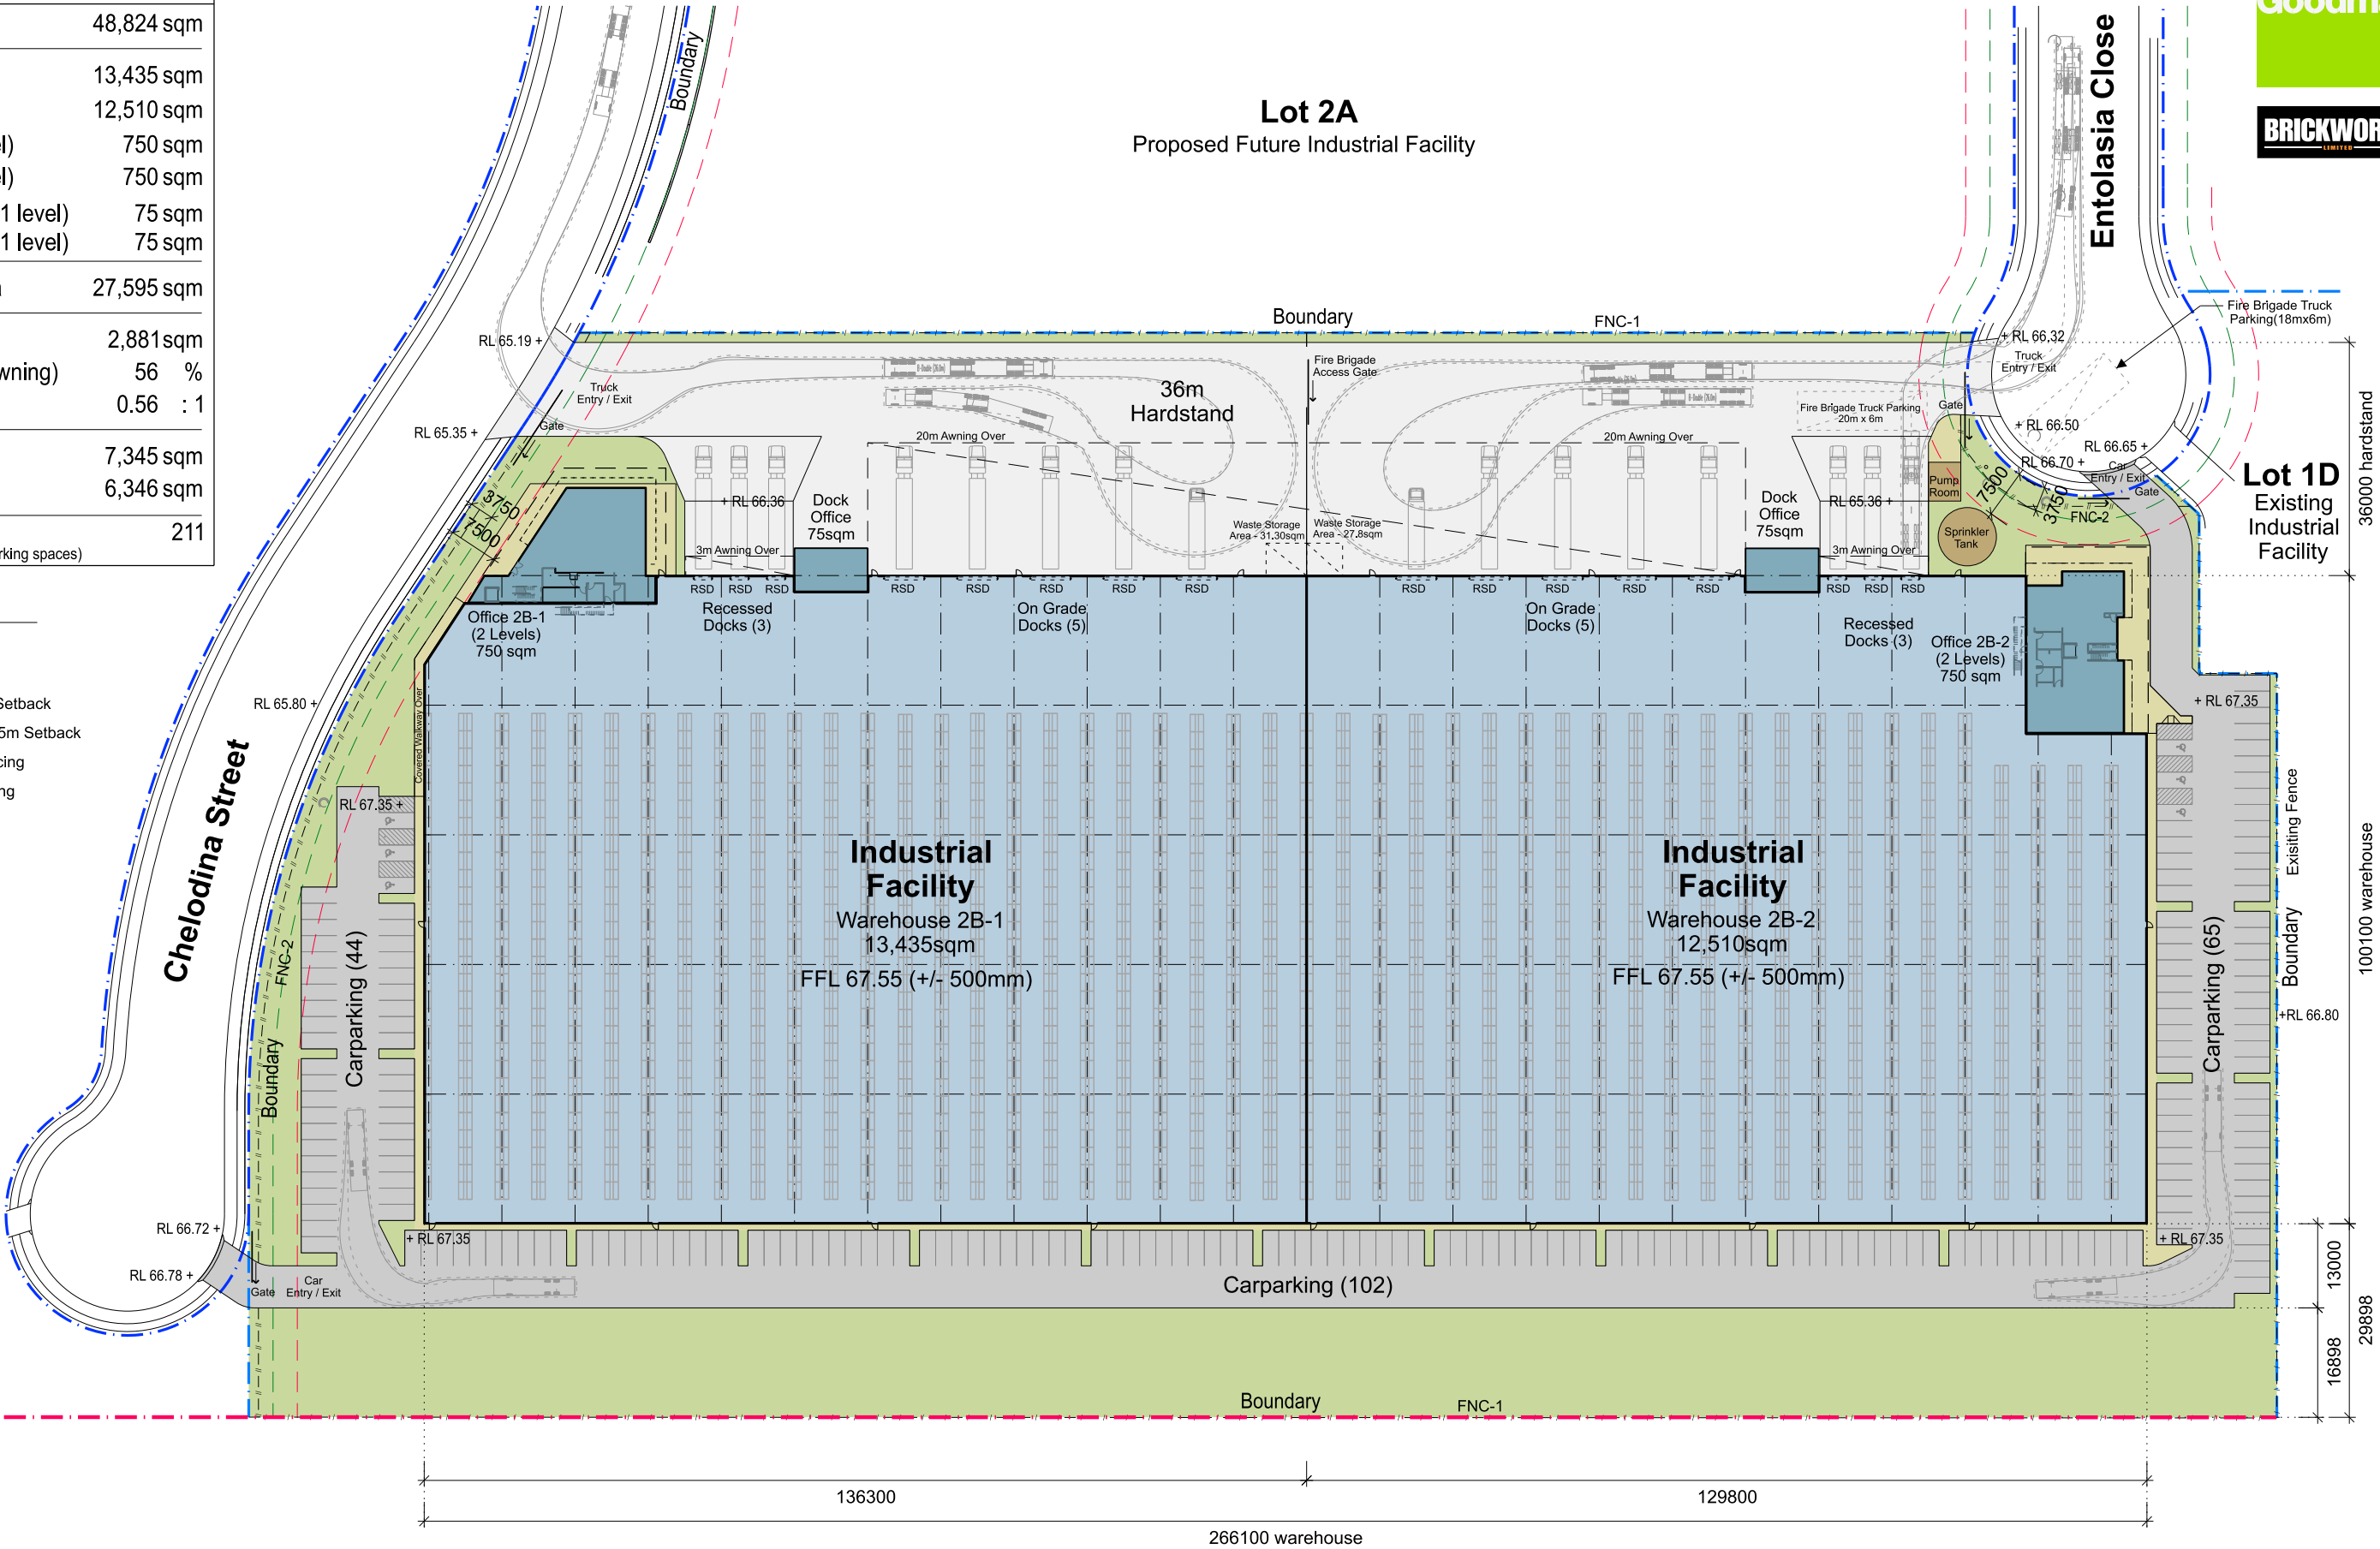 48,824 sqm
13,435 sqm
12,510 sqm
750 sqm
750 sqm
1 level) 75 sqm
1 level) 75 sqm
27,595 sqm
2,881 sqm
56 %
0.56 : 1
7,345 sqm
6,346 sqm
211
Setback
5m Setback
Lot 2A
Proposed Future Industrial Facility
Entolasia Close
BRICKWOR
LIMITED
Boundary
Boundary
FNC-1
Fire Brigade Truck
Parking(18mx6m)
RL 65.19 +
+ RL 66.32
Truck
Entry / Exit
Truck
Entry / Exit
Fire Brigade
Access Gate
36m
Hardstand
B-Double (26.0m)
B-Double (26.0m)
Fire Brigade Truck Parking
20m x 6m
Gate
Gate
RL 65.35 +
+ RL 66.50
RL 66.65 +
RL 66.70 +
Car
Entry / Exit
Gate
20m Awning Over
20m Awning Over
Lot 1D
Existing
Industrial
Facility
36000 hardstand
3750
7500
7500
3750
FNC-2
+ RL 66.36
RL 65.36 +
Dock
Office
75sqm
Dock
Office
75sqm
Pump
Room
Sprinkler
Tank
Waste Storage
Area - 31.30sqm
Waste Storage
Area - 27.8sqm
3m Awning Over
3m Awning Over
RSD RSD RSD RSD RSD RSD RSD RSD
RSD RSD RSD RSD RSD RSD RSD RSD
Office 2B-1
(2 Levels)
750 sqm
Recessed
Docks (3)
On Grade
Docks (5)
On Grade
Docks (5)
Recessed
Docks (3)
Office 2B-2
(2 Levels)
750 sqm
Covered Walkway Over
RL 65.80 +
+ RL 67.35
RL 67.35 +
Chelodina Street
Industrial
Facility
Warehouse 2B-1
13,435sqm
FFL 67.55 (+/- 500mm)
Industrial
Facility
Warehouse 2B-2
12,510sqm
FFL 67.55 (+/- 500mm)
Exisiting Fence
Boundary
100100 warehouse
FNC-2
Boundary
Carparking (44)
Carparking (65)
+RL 66.80
RL 66.72 +
+ RL 67.35
+ RL 67.35
RL 66.78 +
Gate
Car
Entry / Exit
Carparking (102)
13000
29898
16898
Boundary
FNC-1
136300
129800
266100 warehouse